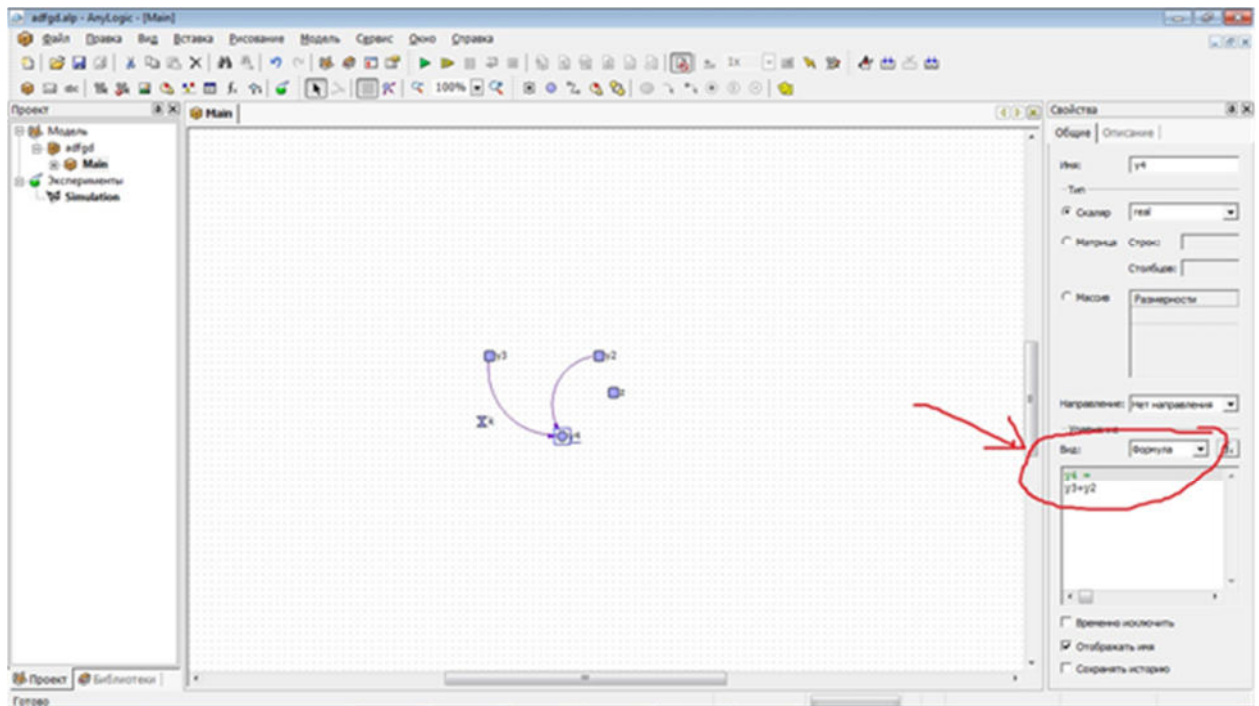 adfgd.alp - AnyLogic - [Main]
Файл Правка Вид Вставка Рисование Модель Сервис Окно Справка
1x
100%
Проект
Main
Свойства
Модель
adfgd
Main
Эксперименты
Simulation
Общие Описание
Имя: y4
Тип
Скаляр real
Матрица Строк:
Столбцов:
Массив Размерности
y3 y2
z
x
y4
Направление: Нет направления
Вид: Формула
y4 =
y3+y2
Временно исключить
Отображать имя
Сохранять историю
Проект Библиотеки
Готово